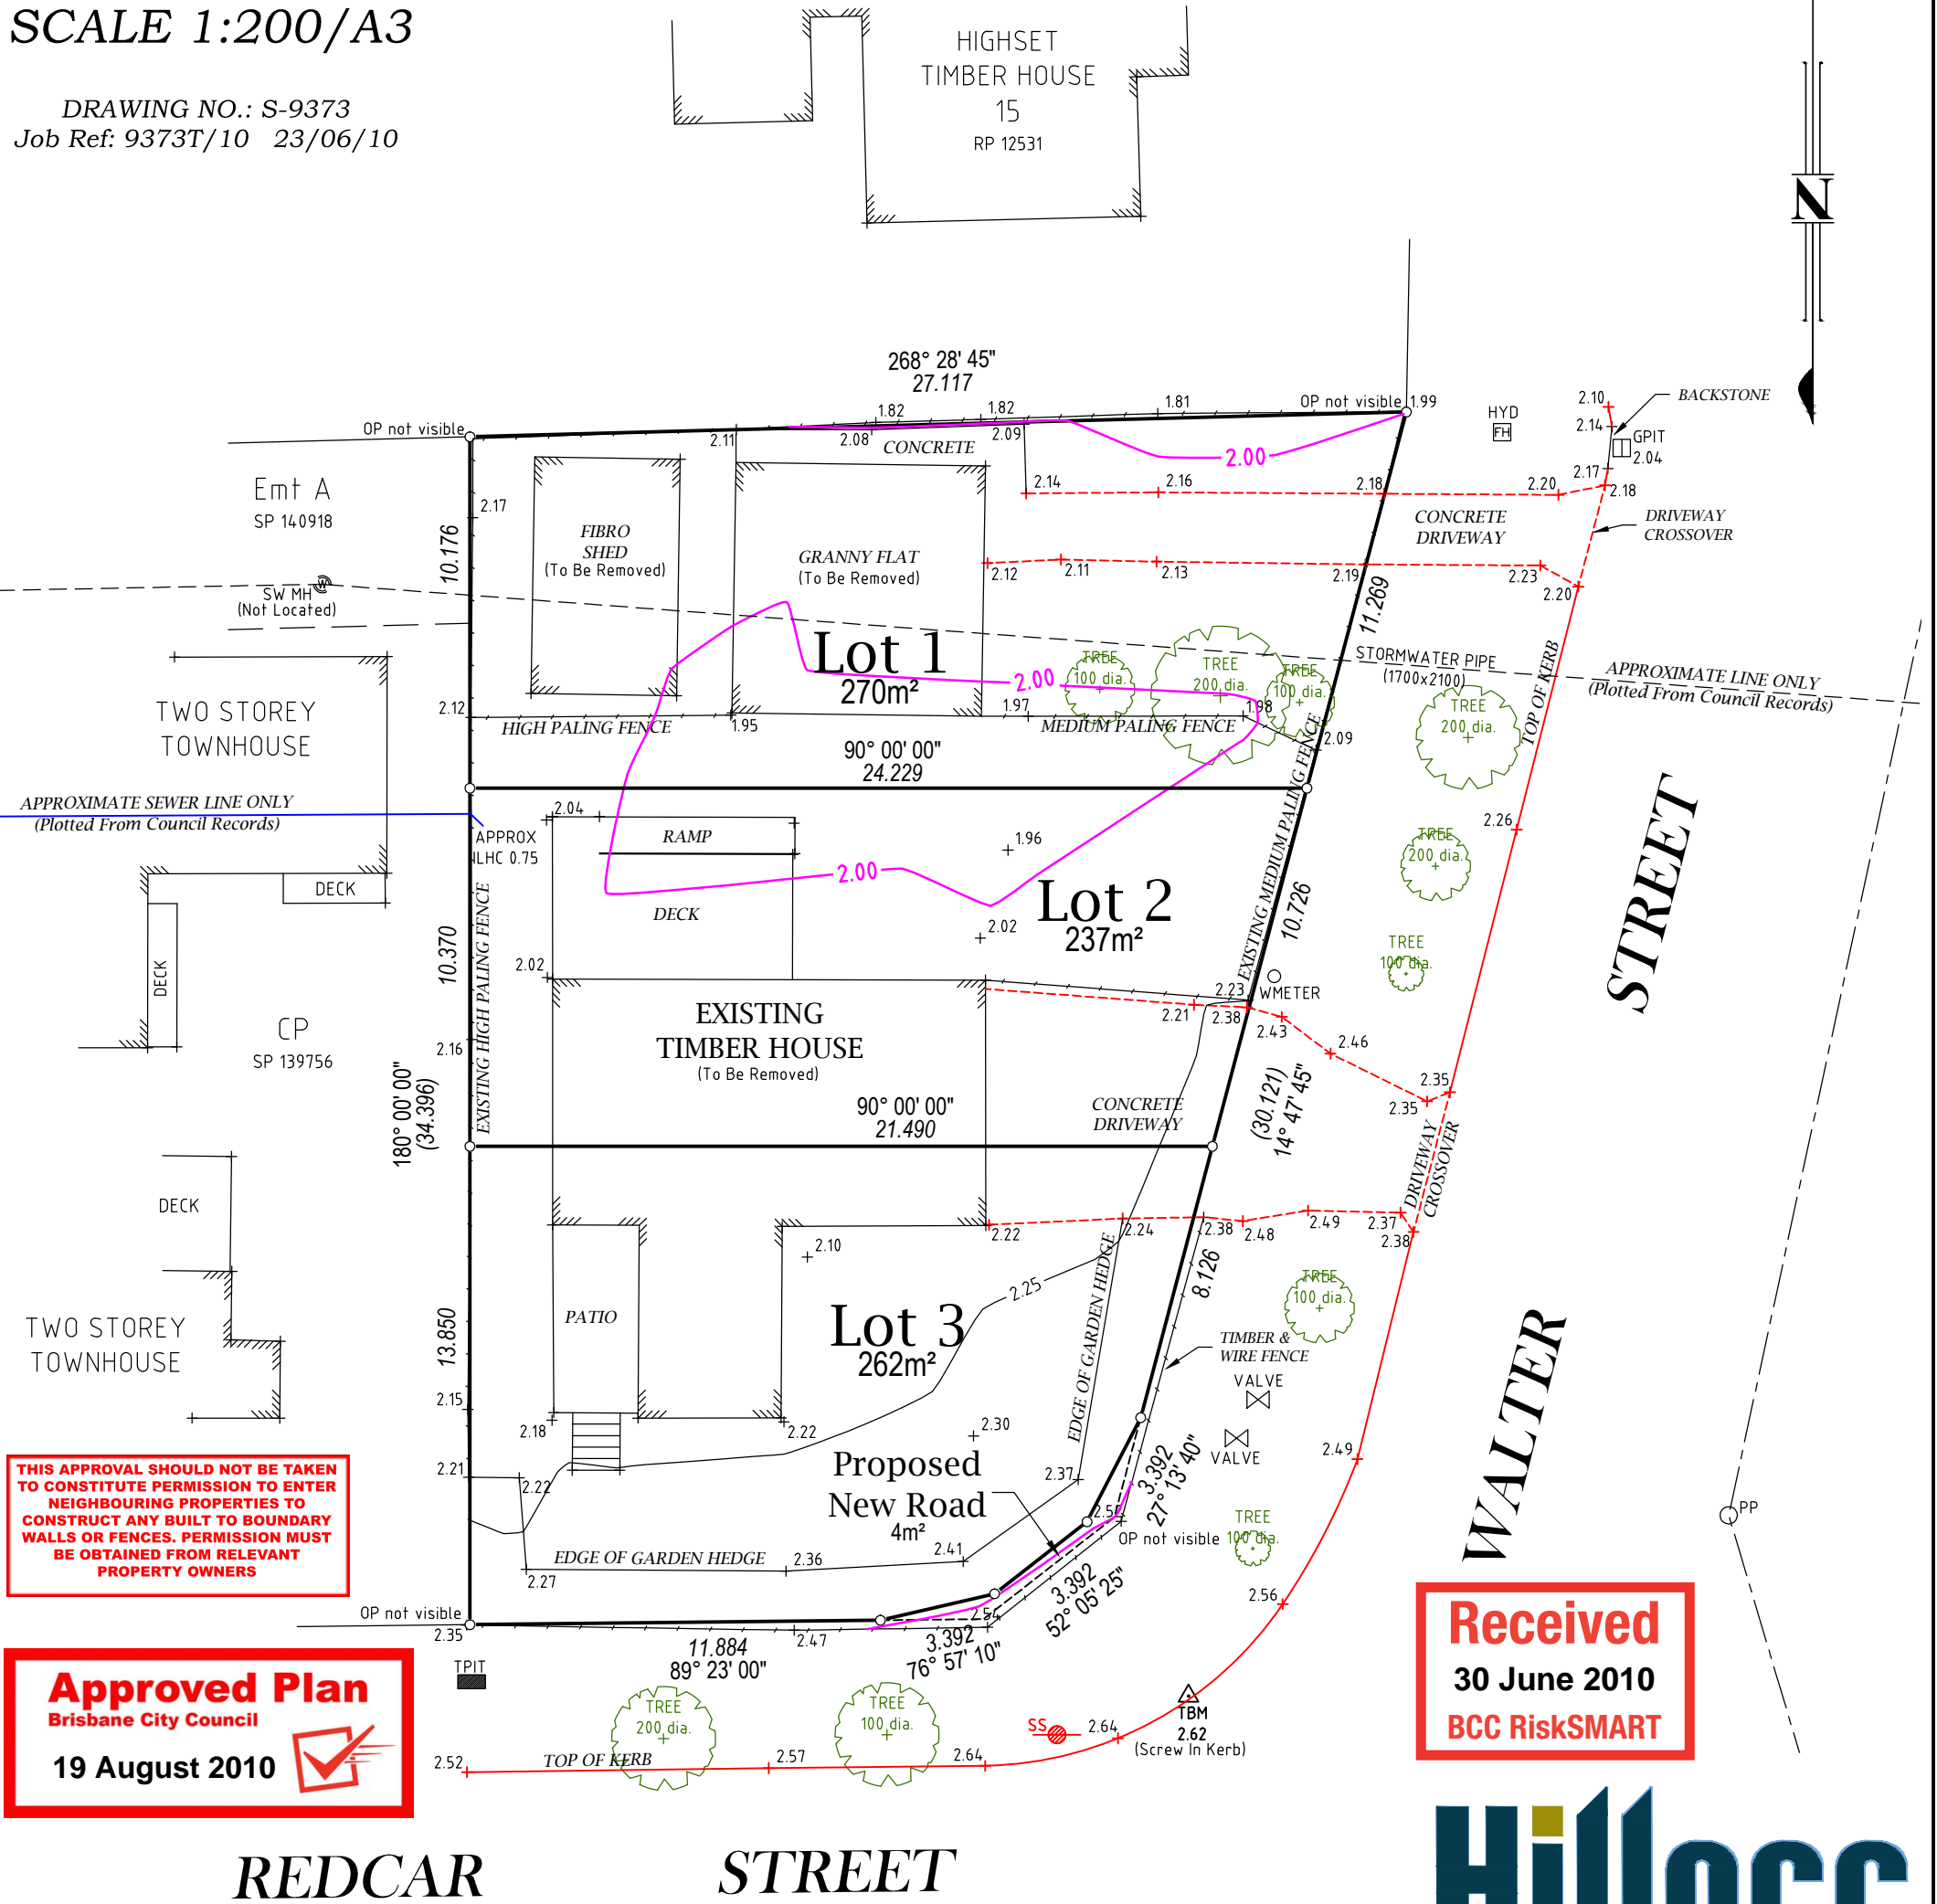 SCALE 1:200/A3
DRAWING NO.: S-9373
Job Ref: 9373T/10 23/06/10
HIGHSET
TIMBER HOUSE
15
RP 12531
N
268° 28' 45"
27.117
OP not visible
1.82
1.82
1.81
OP not visible
1.99
HYD
FH
2.10
BACKSTONE
2.14
GPIT
2.04
2.11
2.08
CONCRETE
2.09
2.00
2.17
2.18
Emt A
SP 140918
2.17
10.176
FIBRO
SHED
(To Be Removed)
GRANNY FLAT
(To Be Removed)
2.14
2.16
2.18
2.20
CONCRETE
DRIVEWAY
DRIVEWAY
CROSSOVER
2.12
2.11
2.13
2.19
2.23
2.20
11.269
SW MH
(Not Located)
Lot 1
270m²
2.00
TREE
100 dia.
TREE
200 dia.
TREE
100 dia.
STORMWATER PIPE
(1700x2100)
TOP OF KERB
APPROXIMATE LINE ONLY
(Plotted From Council Records)
TWO STOREY
TOWNHOUSE
2.12
HIGH PALING FENCE
1.95
1.97
MEDIUM PALING FENCE
1.98
2.09
TREE
200 dia.
90° 00' 00"
24.229
APPROXIMATE SEWER LINE ONLY
(Plotted From Council Records)
APPROX
ILHC 0.75
2.04
RAMP
1.96
2.00
DECK
Lot 2
237m²
EXISTING MEDIUM PALING FENCE
10.726
2.26
TREE
200 dia.
STREET
DECK
DECK
10.370
EXISTING HIGH PALING FENCE
2.02
2.02
TREE
100 dia.
2.23
WMETER
CP
SP 139756
2.16
EXISTING
TIMBER HOUSE
(To Be Removed)
2.21
2.38
2.43
2.46
2.35
2.35
180° 00' 00"
(34.396)
90° 00' 00"
21.490
CONCRETE
DRIVEWAY
(30.121)
14° 47' 45"
DRIVEWAY
CROSSOVER
DECK
2.22
2.24
2.38
2.48
2.49
2.37
2.38
2.10
8.126
2.25
TWO STOREY
TOWNHOUSE
13.850
PATIO
Lot 3
262m²
EDGE OF GARDEN HEDGE
TREE
100 dia.
TIMBER &
WIRE FENCE
VALVE
VALVE
WALTER
2.15
2.18
2.22
2.30
2.49
2.21
2.22
Proposed
New Road
4m²
2.37
3.392
27° 13' 40"
OP not visible
TREE
100 dia.
PP
THIS APPROVAL SHOULD NOT BE TAKEN
TO CONSTITUTE PERMISSION TO ENTER
NEIGHBOURING PROPERTIES TO
CONSTRUCT ANY BUILT TO BOUNDARY
WALLS OR FENCES. PERMISSION MUST
BE OBTAINED FROM RELEVANT
PROPERTY OWNERS
EDGE OF GARDEN HEDGE
2.27
2.36
2.41
3.392
52° 05' 25"
2.56
OP not visible
2.35
2.54
11.884
89° 23' 00"
2.47
3.392
76° 57' 10"
TPIT
Approved Plan
Brisbane City Council
19 August 2010
TREE
200 dia.
TREE
100 dia.
SS
2.64
TBM
2.62
(Screw In Kerb)
2.52
TOP OF KERB
2.57
2.64
Received
30 June 2010
BCC RiskSMART
REDCAR STREET